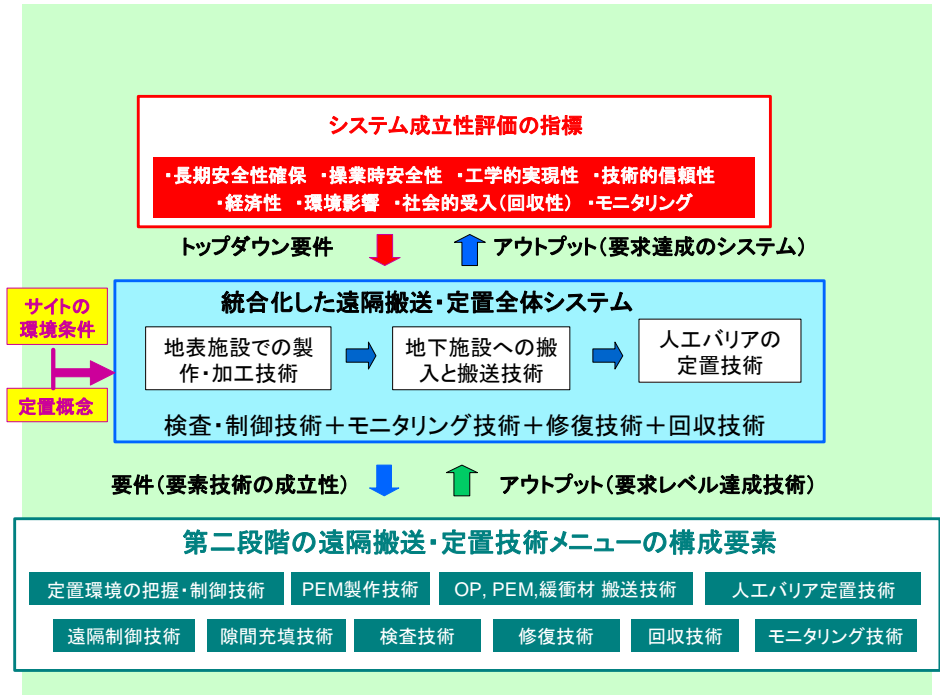 システム成立性評価の指標
・長期安全性確保 ・操業時安全性 ・工学的実現性 ・技術的信頼性
・経済性 ・環境影響 ・社会的受入(回収性) ・モニタリング
トップダウン要件
アウトプット(要求達成のシステム)
サイトの
環境条件
定置概念
統合化した遠隔搬送・定置全体システム
地表施設での製
作・加工技術
地下施設への搬
入と搬送技術
人工バリアの
定置技術
検査・制御技術+モニタリング技術+修復技術+回収技術
要件(要素技術の成立性)
アウトプット(要求レベル達成技術)
第二段階の遠隔搬送・定置技術メニューの構成要素
定置環境の把握・制御技術
PEM製作技術
OP, PEM,緩衝材 搬送技術
人工バリア定置技術
遠隔制御技術
隙間充填技術
検査技術
修復技術
回収技術
モニタリング技術